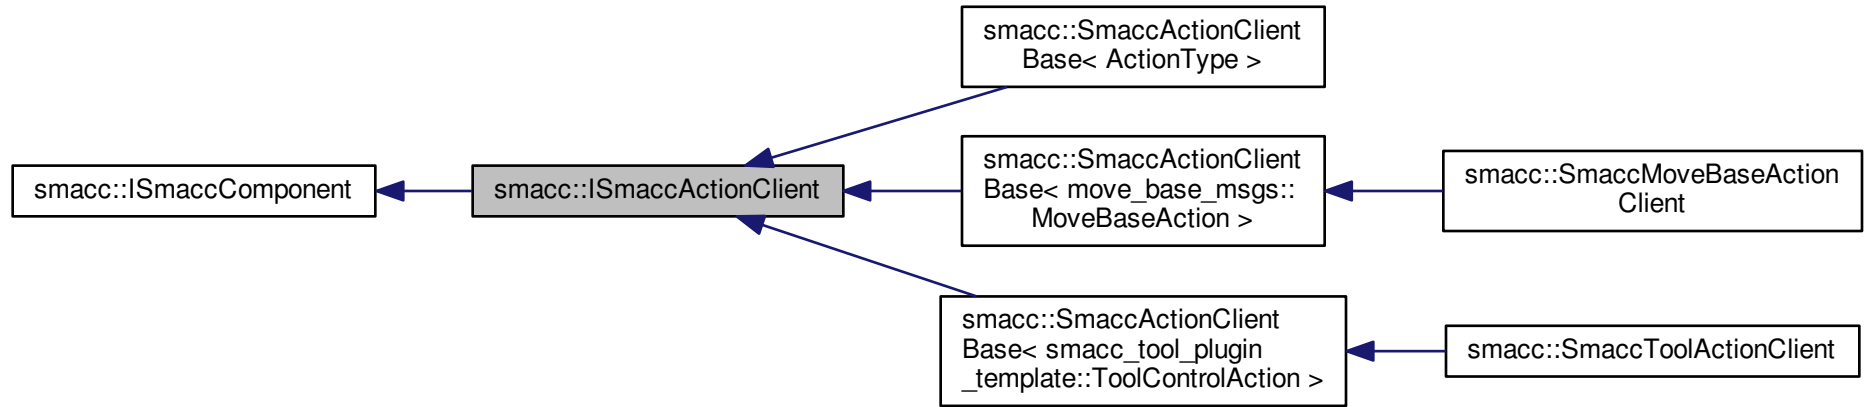 smacc::SmaccActionClient
Base< ActionType >
smacc::ISmaccComponent
smacc::ISmaccActionClient
smacc::SmaccActionClient
Base< move_base_msgs::
MoveBaseAction >
smacc::SmaccMoveBaseAction
Client
smacc::SmaccActionClient
Base< smacc_tool_plugin
_template::ToolControlAction >
smacc::SmaccToolActionClient